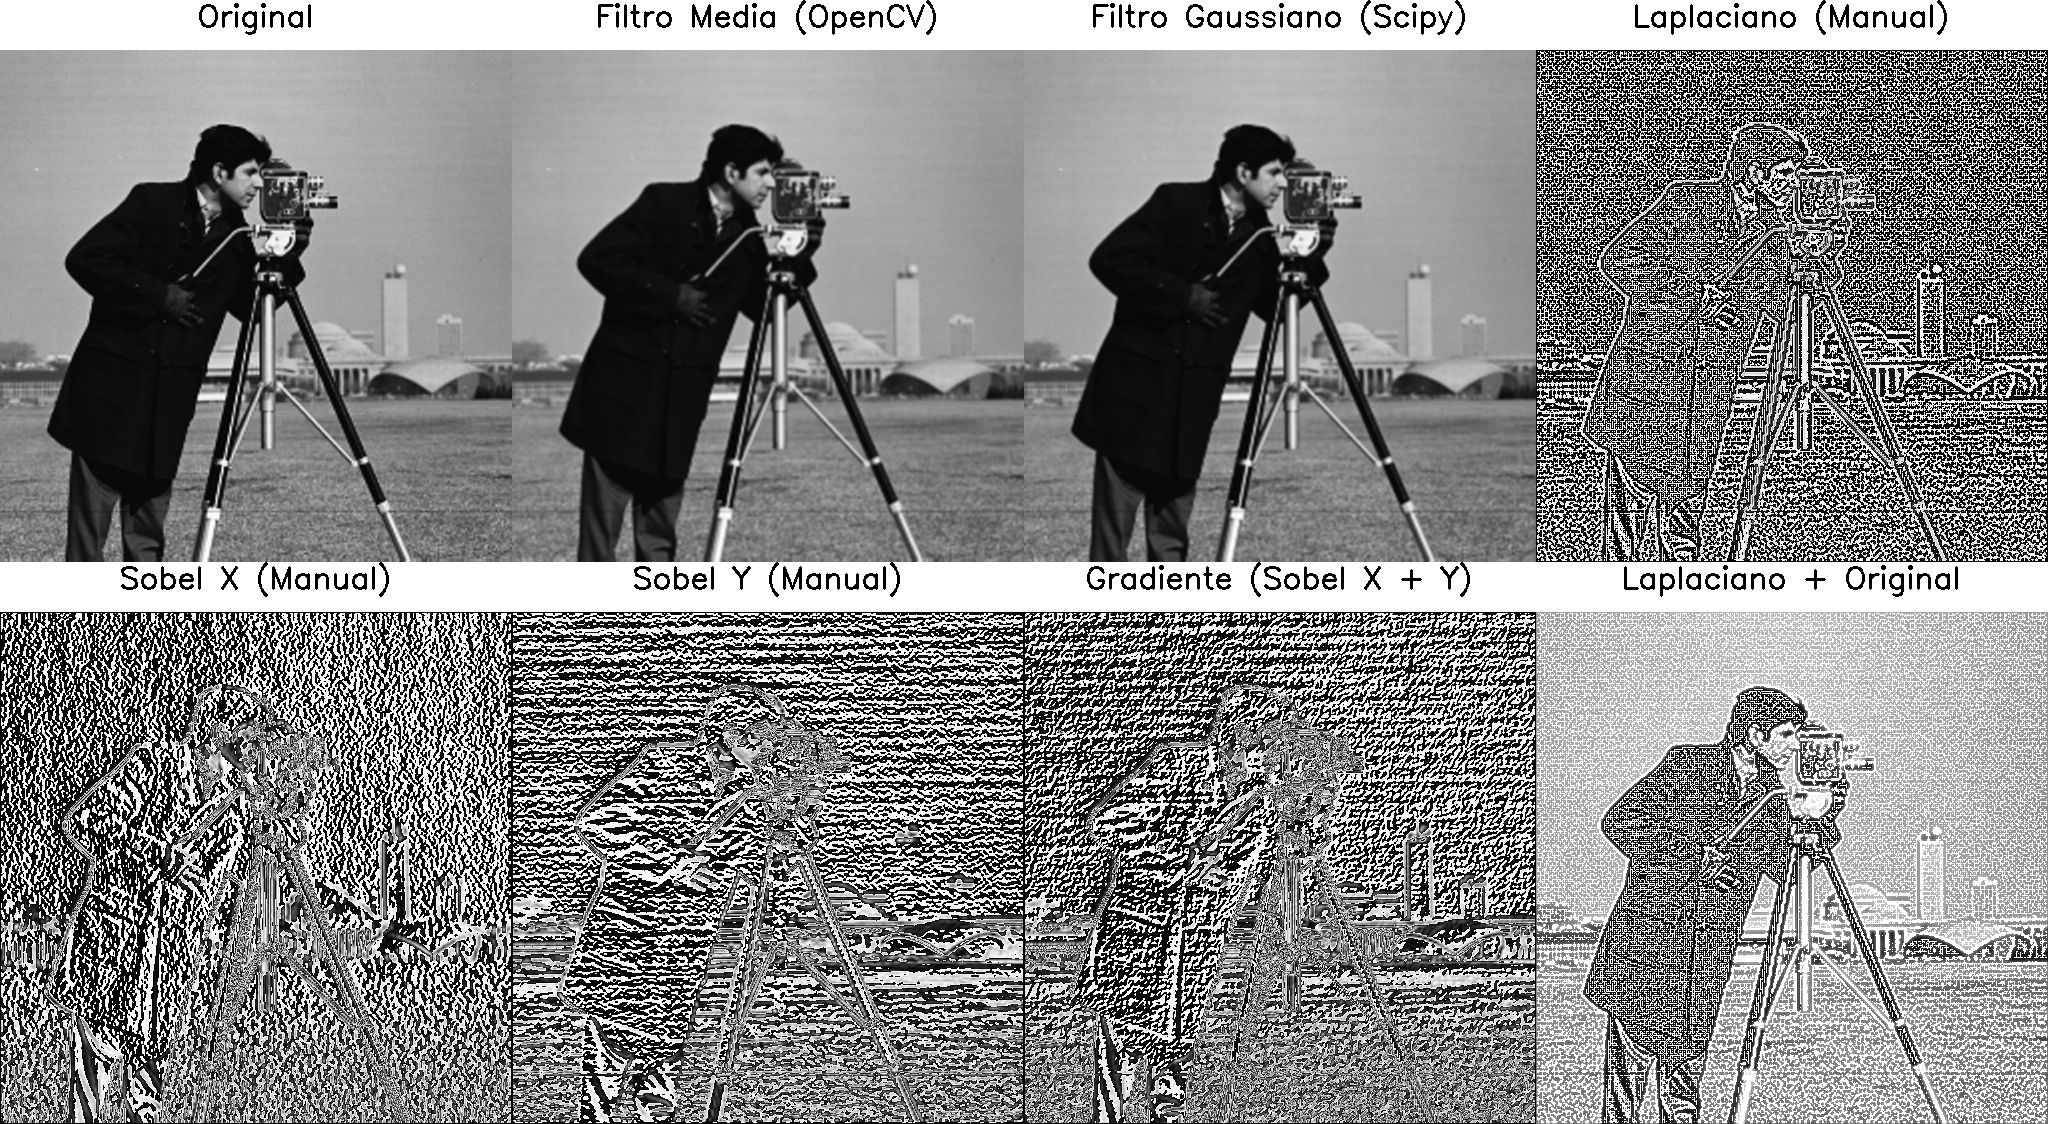 Original
Filtro Media (OpenCV)
Filtro Gaussiano (Scipy)
Laplaciano (Manual)
Sobel X (Manual)
Sobel Y (Manual)
Gradiente (Sobel X + Y)
Laplaciano + Original